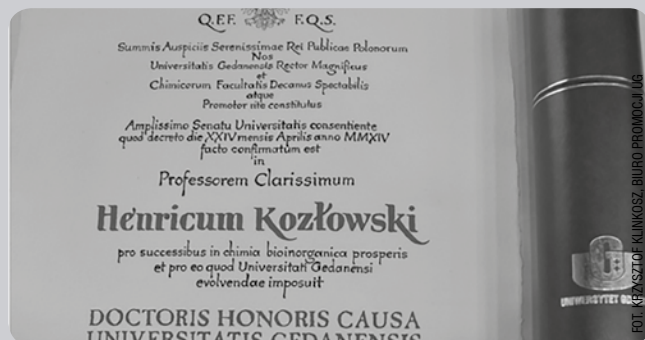 Q.E.F. F.Q.S.
Summis Auspiciis Serenissimae Rei Publicae Polonorum
Nos
Universitatis Gedanensis Rector Magnificus
et
Chimicorum Facultatis Decanus Spectabilis
atque
Promotor rite constitutus
Amplissimo Senatu Universitatis consentiente
quod decreto die XXIV mensis Aprilis anno MMXIV
facto confirmatum est
in
Professorem Clarissimum
Henricum Kozłowski
pro successibus in chimia bioinorganica prosperis
et pro eo quod Universitati Gedanensi
evolvendae imposuit
DOCTORIS HONORIS CAUSA
UNIVERSITATIS GEDANENSIS
FOT. KRZYSZTOF KLINKOSZ, BIURO PROMOCJI UG